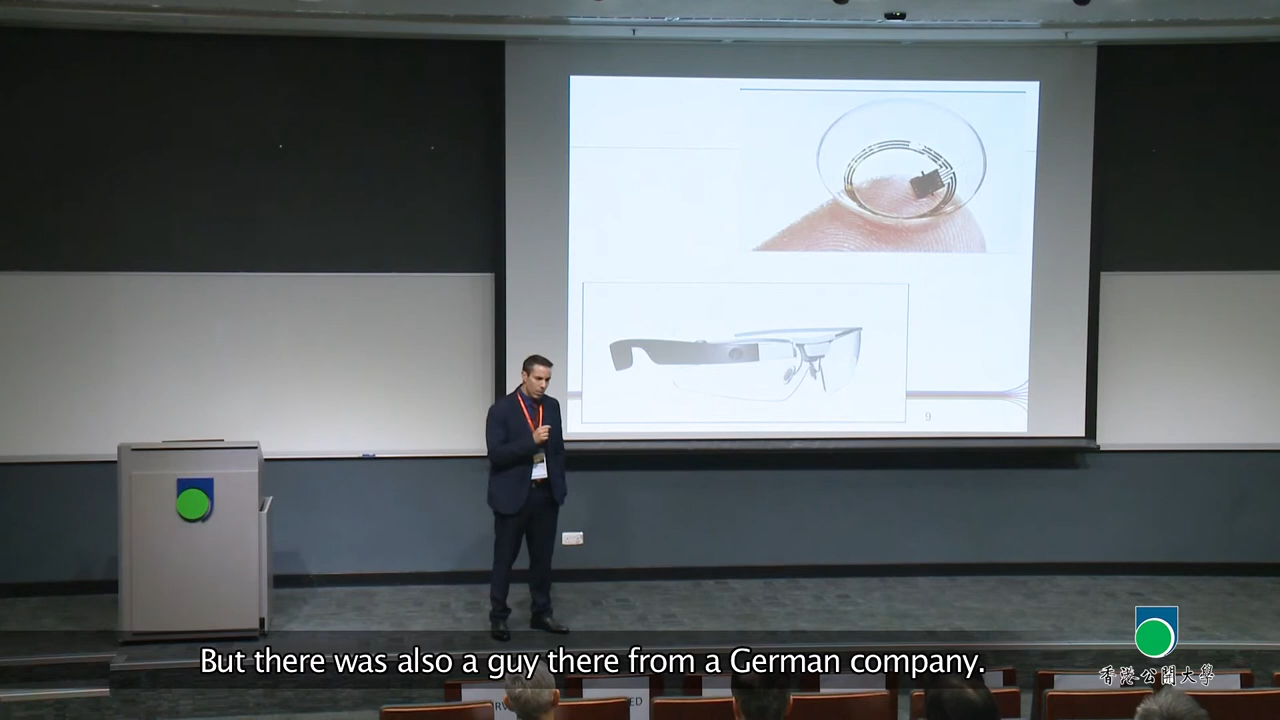 9
But there was also a guy there from a German company.
香港公開大學